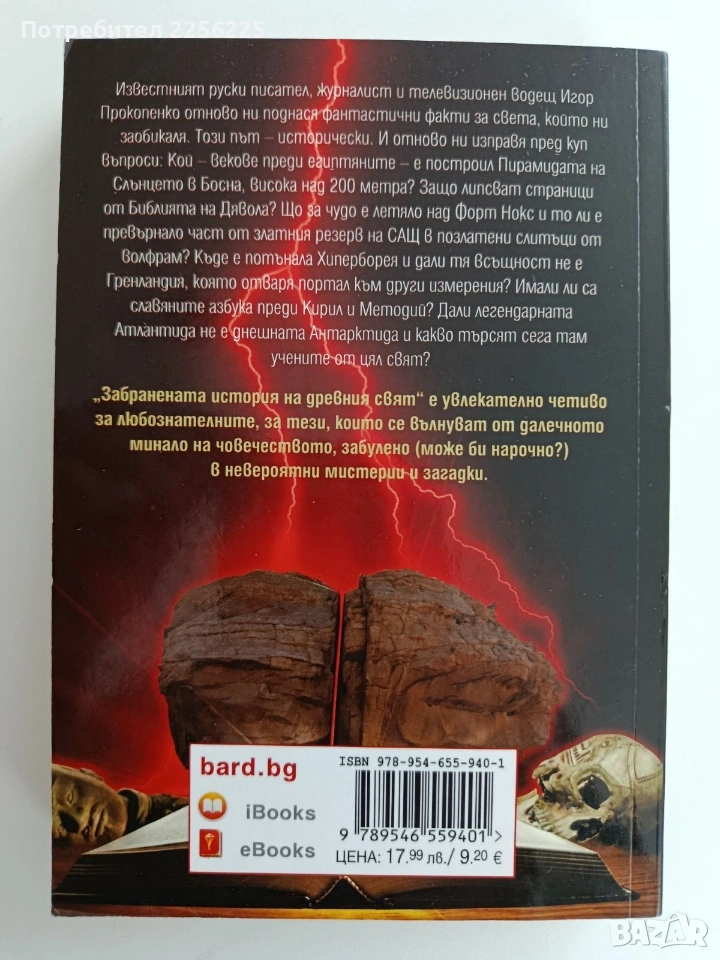 Потребител 2256225
Известният руски писател, журналист и телевизионен водещ Игор
Прокопенко отново ни поднася фантастични факти за света, който ни
заобикаля. Този път – исторически. И отново ни изправя пред куп
въпроси: Кой – векове преди египтяните – е построил Пирамидата на
Слънцето в Босна, висока над 200 метра? Защо липсват страници
от Библията на Дявола? Що за чудо е летяло над Форт Нокс и то ли е
превърнало част от златния резерв на САЩ в позлатени слитъци от
волфрам? Къде е потънала Хиперборея и дали тя всъщност не е
Гренландия, която отваря портал към други измерения? Имали ли са
славяните азбука преди Кирил и Методий? Дали легендарната
Атлантида не е днешната Антарктида и какво търсят сега там
учените от цял свят?
„Забранената история на древния свят“ е увлекателно четиво
за любознателните, за тези, които се вълнуват от далечното
минало на човечеството, забулено (може би нарочно?)
в невероятни мистерии и загадки.
bard.bg
iBooks
eBooks
ISBN 978-954-655-940-1
9 789546 559401
ЦЕНА: 17.99 лв./ 9.20 €
BAZAR